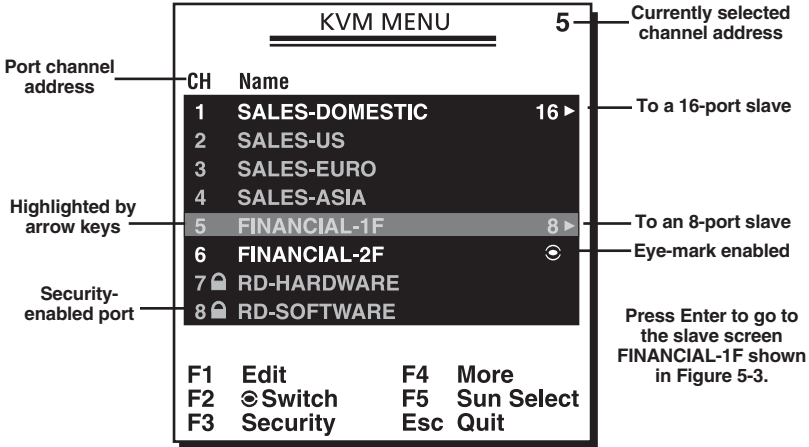 KVM MENU 5
Currently selected
channel address
Port channel
address
CH Name
1 SALES-DOMESTIC 16 ►
To a 16-port slave
2 SALES-US
3 SALES-EURO
4 SALES-ASIA
Highlighted by
arrow keys
5 FINANCIAL-1F 8 ►
To an 8-port slave
6 FINANCIAL-2F
Eye-mark enabled
7 RD-HARDWARE
8 RD-SOFTWARE
Security-
enabled port
Press Enter to go to
the slave screen
FINANCIAL-1F shown
in Figure 5-3.
F1 Edit F4 More
F2 Switch F5 Sun Select
F3 Security Esc Quit